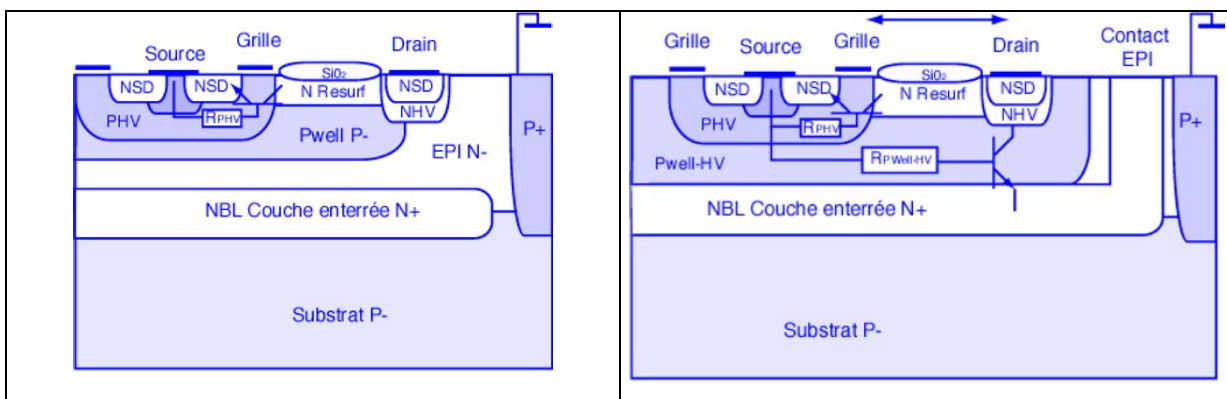 Source
Grille
Drain
NSD
NSD
SiO2
N Resurf
NSD
PHV
RPHV
NHV
Pwell P-
EPI N-
P+
NBL Couche enterrée N+
Substrat P-
Grille
Source
Grille
Drain
Contact
EPI
NSD
NSD
SiO2
N Resurf
NSD
PHV
RPHV
NHV
P+
Pwell-HV
RPWell-HV
NBL Couche enterrée N+
Substrat P-